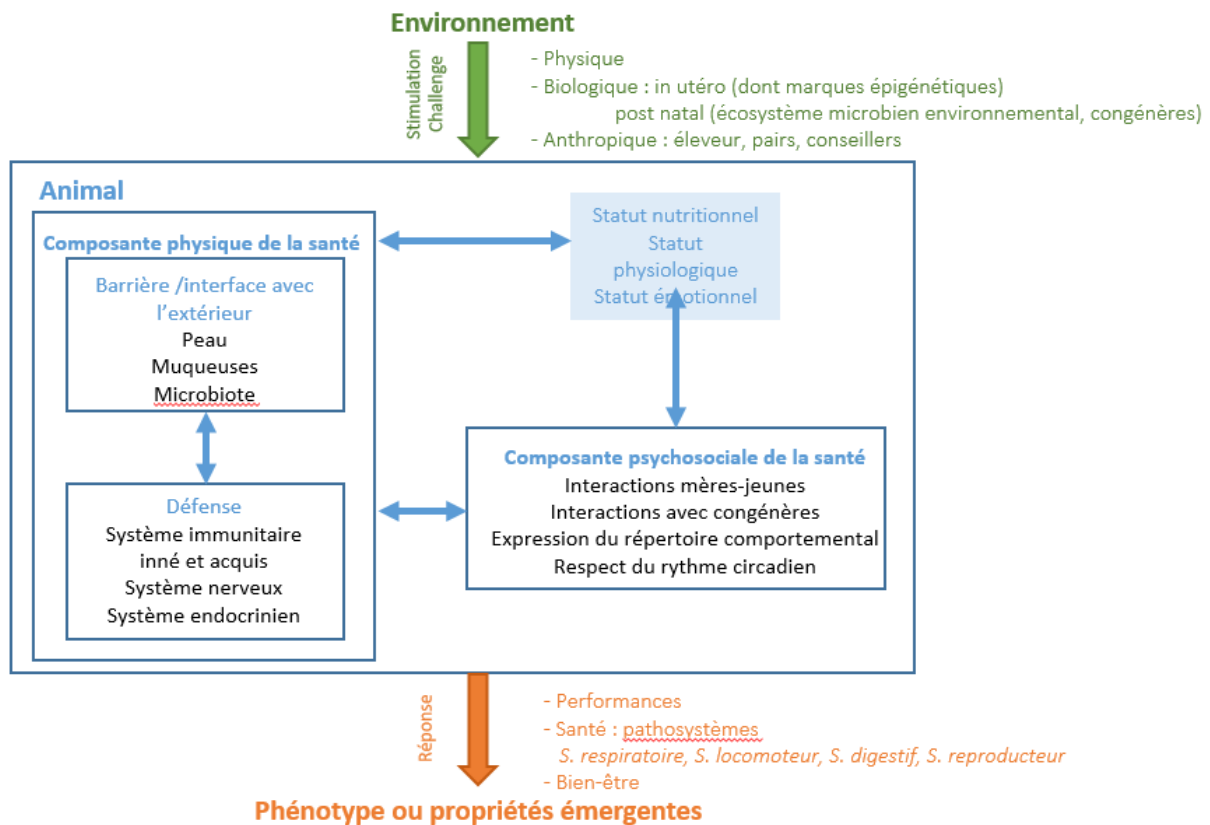 Environnement
Stimulation
Challenge
- Physique
- Biologique : in utéro (dont marques épigénétiques)
post natal (écosystème microbien environnemental, congénères)
- Anthropique : éleveur, pairs, conseillers
Animal
Composante physique de la santé
Barrière /interface avec
l'extérieur
Peau
Muqueuses
Microbiote
Défense
Système immunitaire
inné et acquis
Système nerveux
Système endocrinien
Statut nutritionnel
Statut
physiologique
Statut émotionnel
Composante psychosociale de la santé
Interactions mères-jeunes
Interactions avec congénères
Expression du répertoire comportemental
Respect du rythme circadien
Réponse
- Performances
- Santé : pathosystèmes
S. respiratoire, S. locomoteur, S. digestif, S. reproducteur
- Bien-être
Phénotype ou propriétés émergentes